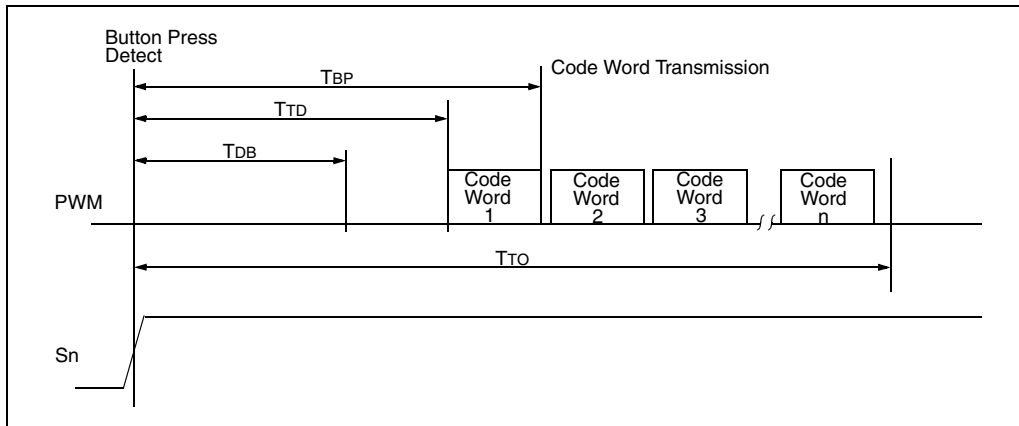 Button Press
Detect
Code Word Transmission
TBP
TTD
TDB
PWM
Code
Word
1
Code
Word
2
Code
Word
3
Code
Word
n
TTO
Sn